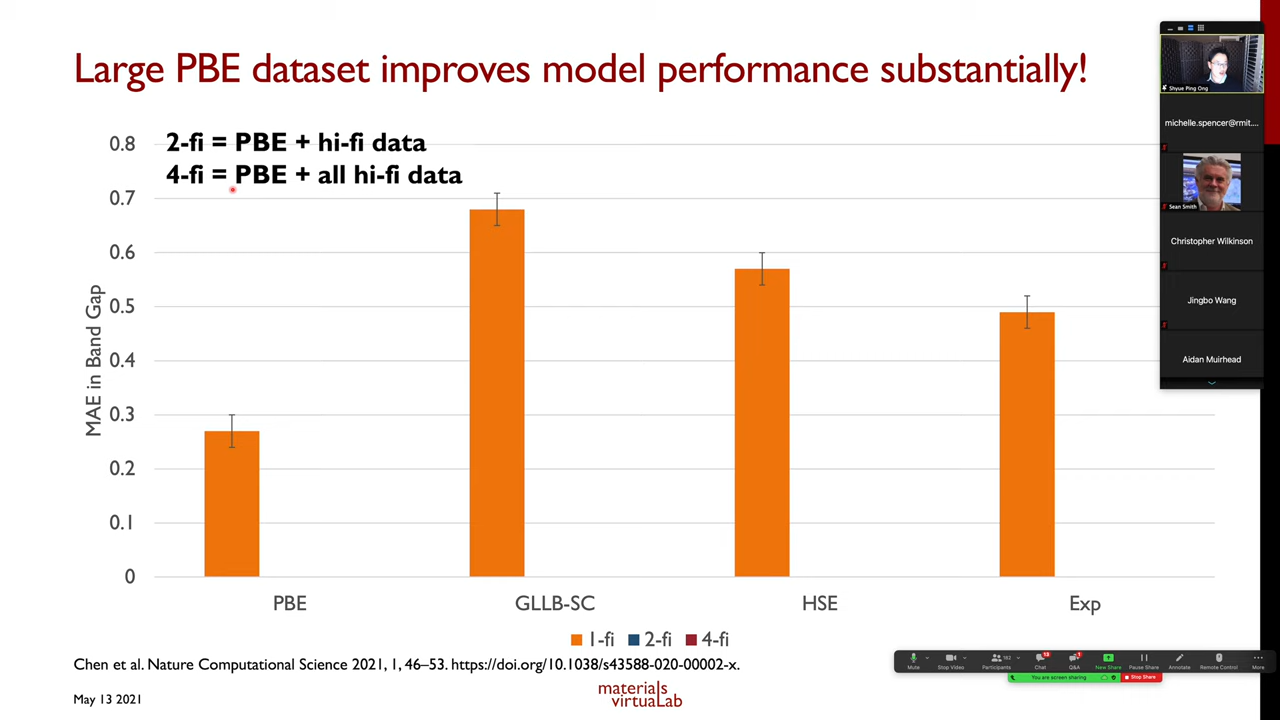 Large PBE dataset improves model performance substantially!
2-fi = PBE + hi-fi data
4-fi = PBE + all hi-fi data
MAE in Band Gap
0.8
0.7
0.6
0.5
0.4
0.3
0.2
0.1
0
PBE
GLLB-SC
HSE
Exp
1-fi
2-fi
4-fi
Chen et al. Nature Computational Science 2021, 1, 46–53. https://doi.org/10.1038/s43588-020-00002-x.
May 13 2021
materials
virtuaLab
Shyue Ping Ong
michelle.spencer@rmit....
Sean Smith
Christopher Wilkinson
Jingbo Wang
Aidan Muirhead
Mute
Stop Video
Participants
Chat
Q&A
New Share
Pause Share
Annotate
Remote Control
More
You are screen sharing
Stop Share